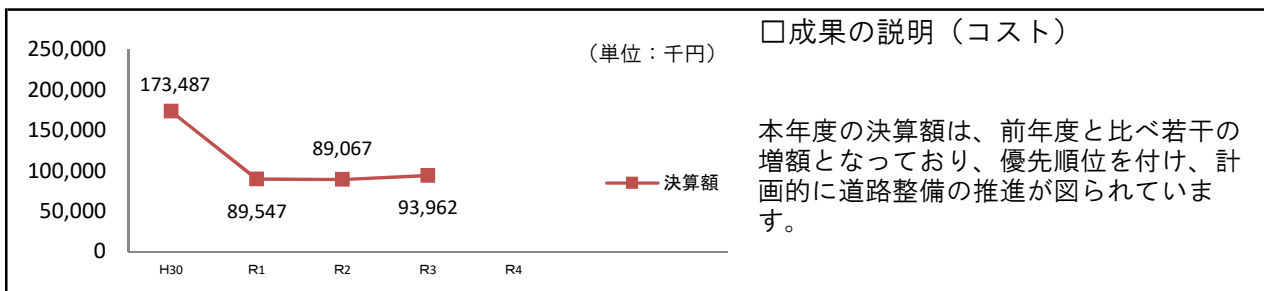 250,000
200,000
150,000
100,000
50,000
0
(単位:千円)
173,487
89,547
89,067
93,962
決算額
H30
R1
R2
R3
R4
□成果の説明(コスト)
本年度の決算額は、前年度と比べ若干の
増額となっており、優先順位を付け、計
画的に道路整備の推進が図られていま
す。